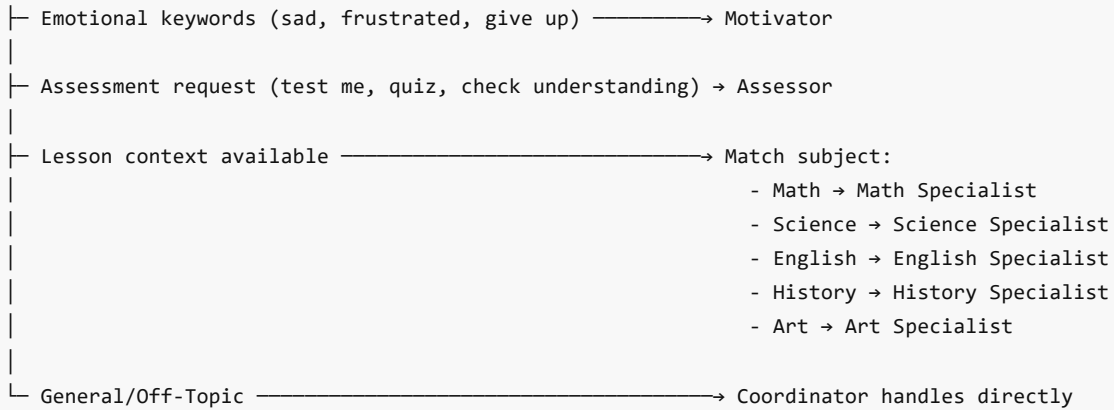 ├─ Emotional keywords (sad, frustrated, give up) ─────────→ Motivator
│
├─ Assessment request (test me, quiz, check understanding) → Assessor
│
├─ Lesson context available ──────────────────────────────→ Match subject:
│ - Math → Math Specialist
│ - Science → Science Specialist
│ - English → English Specialist
│ - History → History Specialist
│ - Art → Art Specialist
│
└─ General/Off-Topic ──────────────────────────────────────→ Coordinator handles directly